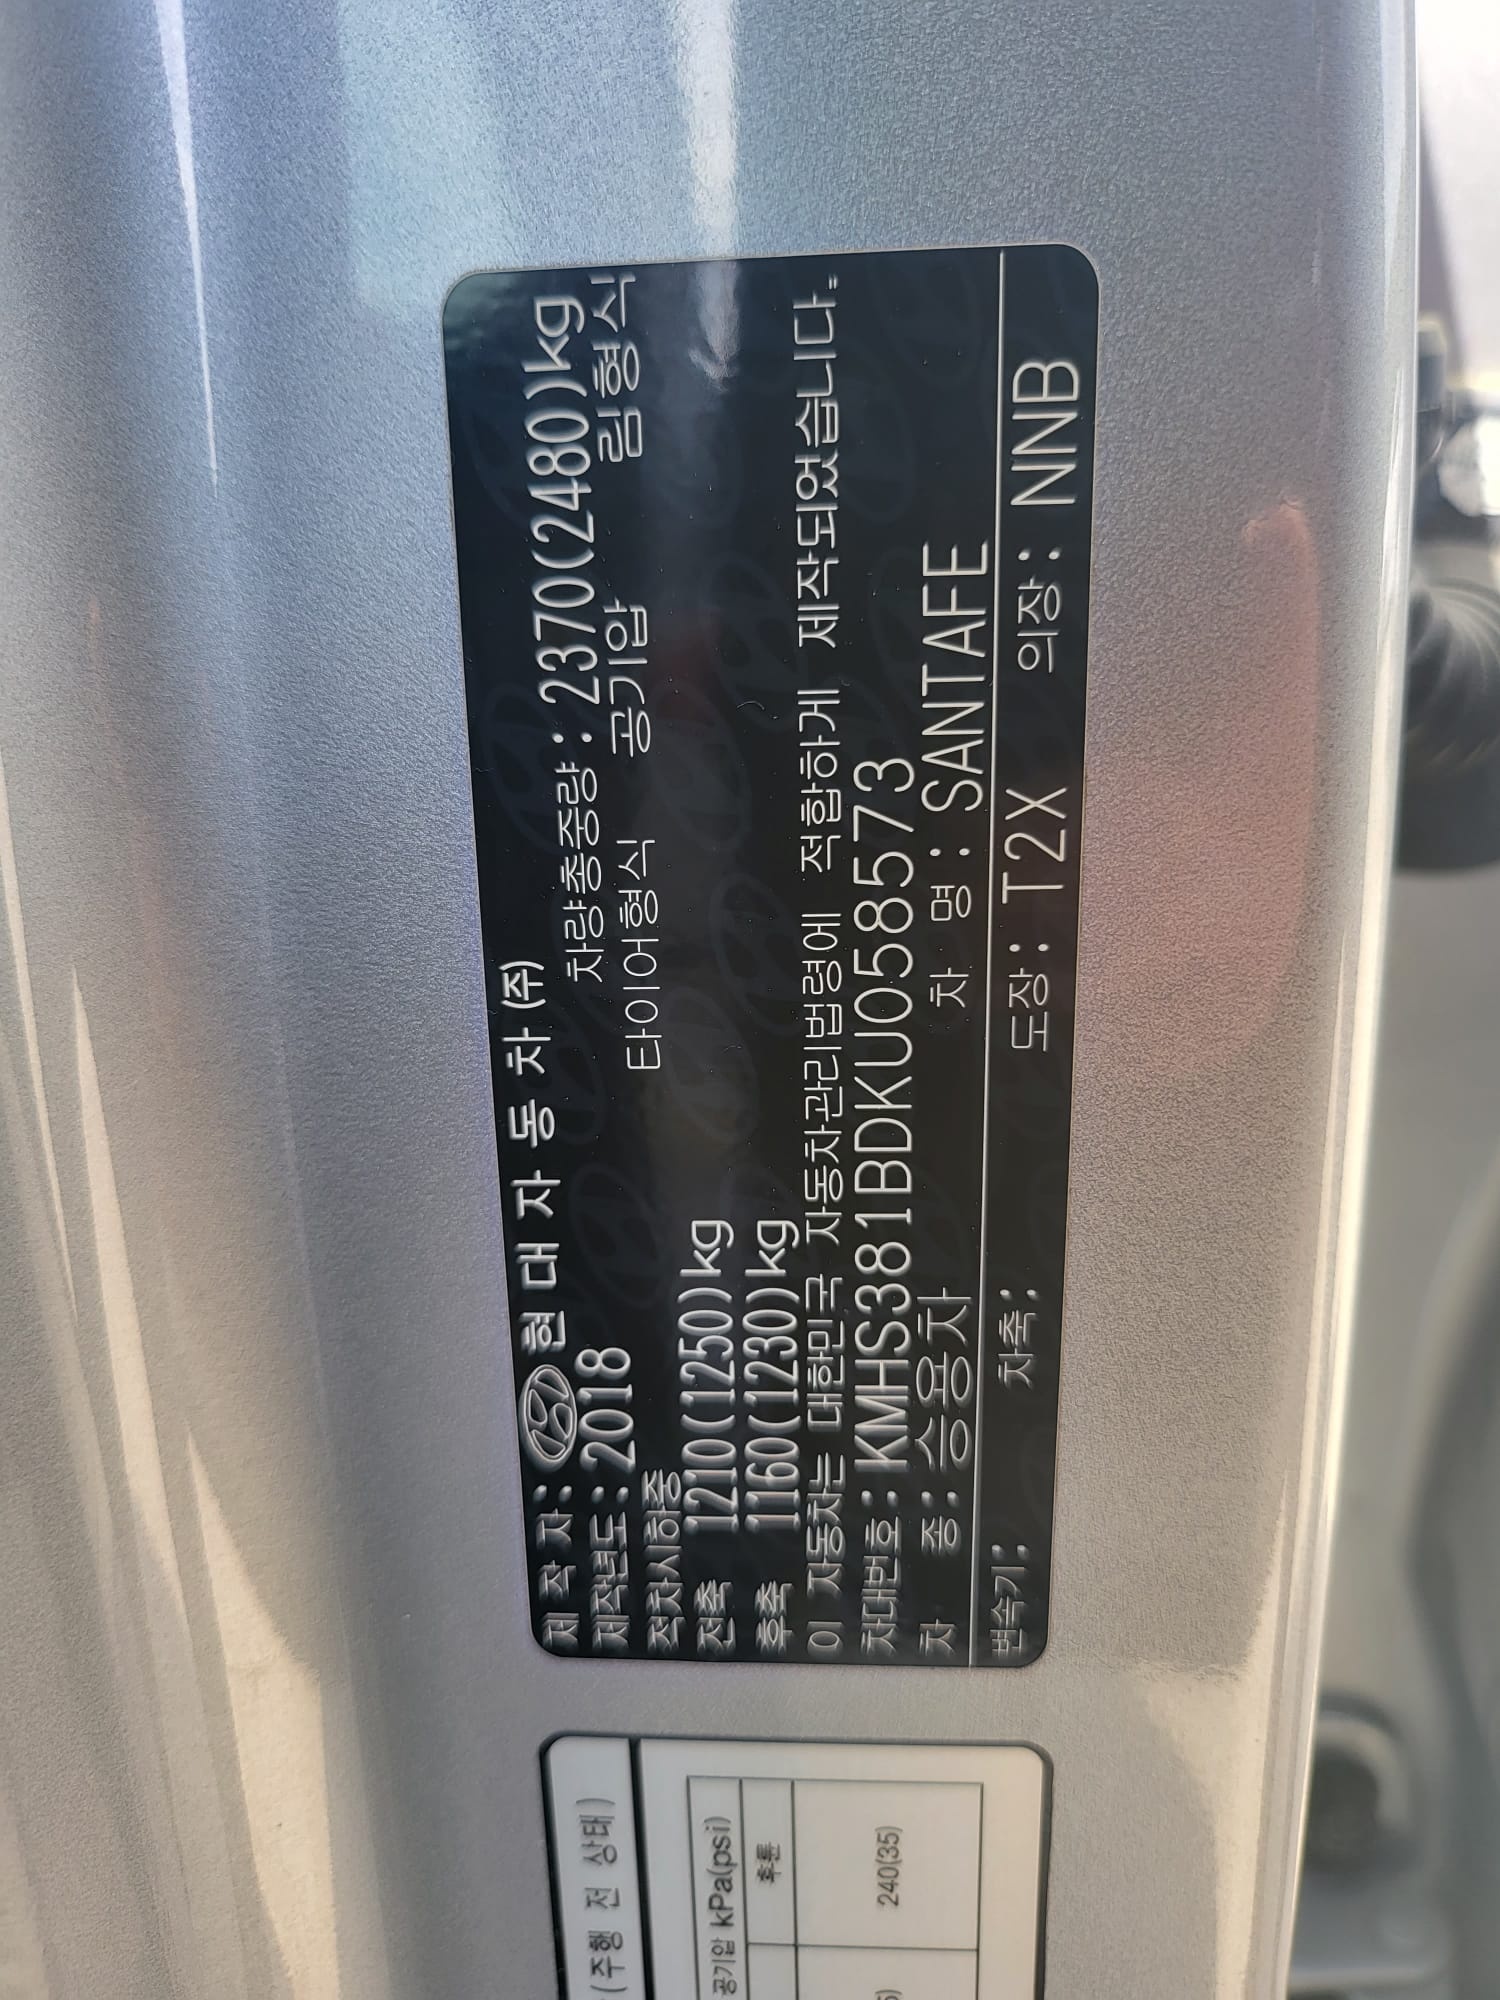 제 작 자 : HYUNDAI 현 대 자 동 차 (주)
제작년도 : 2018 차량총중량 : 2370(2480)kg
적차시하중 타이어형식 공기압 림형식
전축 1210(1250)kg
후축 1160(1230)kg
이 자동차는 대한민국 자동차관리법령에 적합하게 제작되었습니다.
차대번호 : KMHS381BDKU058573
차 종 : 승용차 차 명 : SANTAFE
변속기 : 차축 : 도장 : T2X 의장 : NNB
(주행 전 상태)
공기압 kPa(psi)
후륜
240(35)